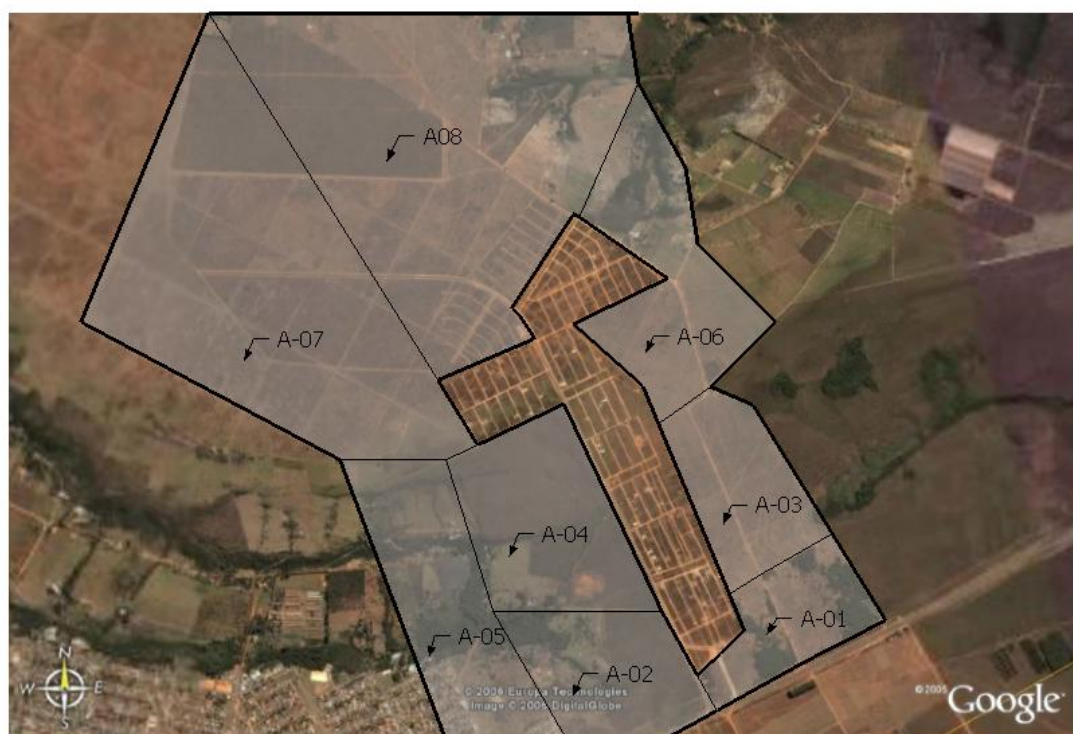 A08
A-07
A-06
A-03
A-04
A-01
A-05
A-02
N
W E
S
© 2006 Europa Technologies
Image © 2006 DigitalGlobe
©2005 Google